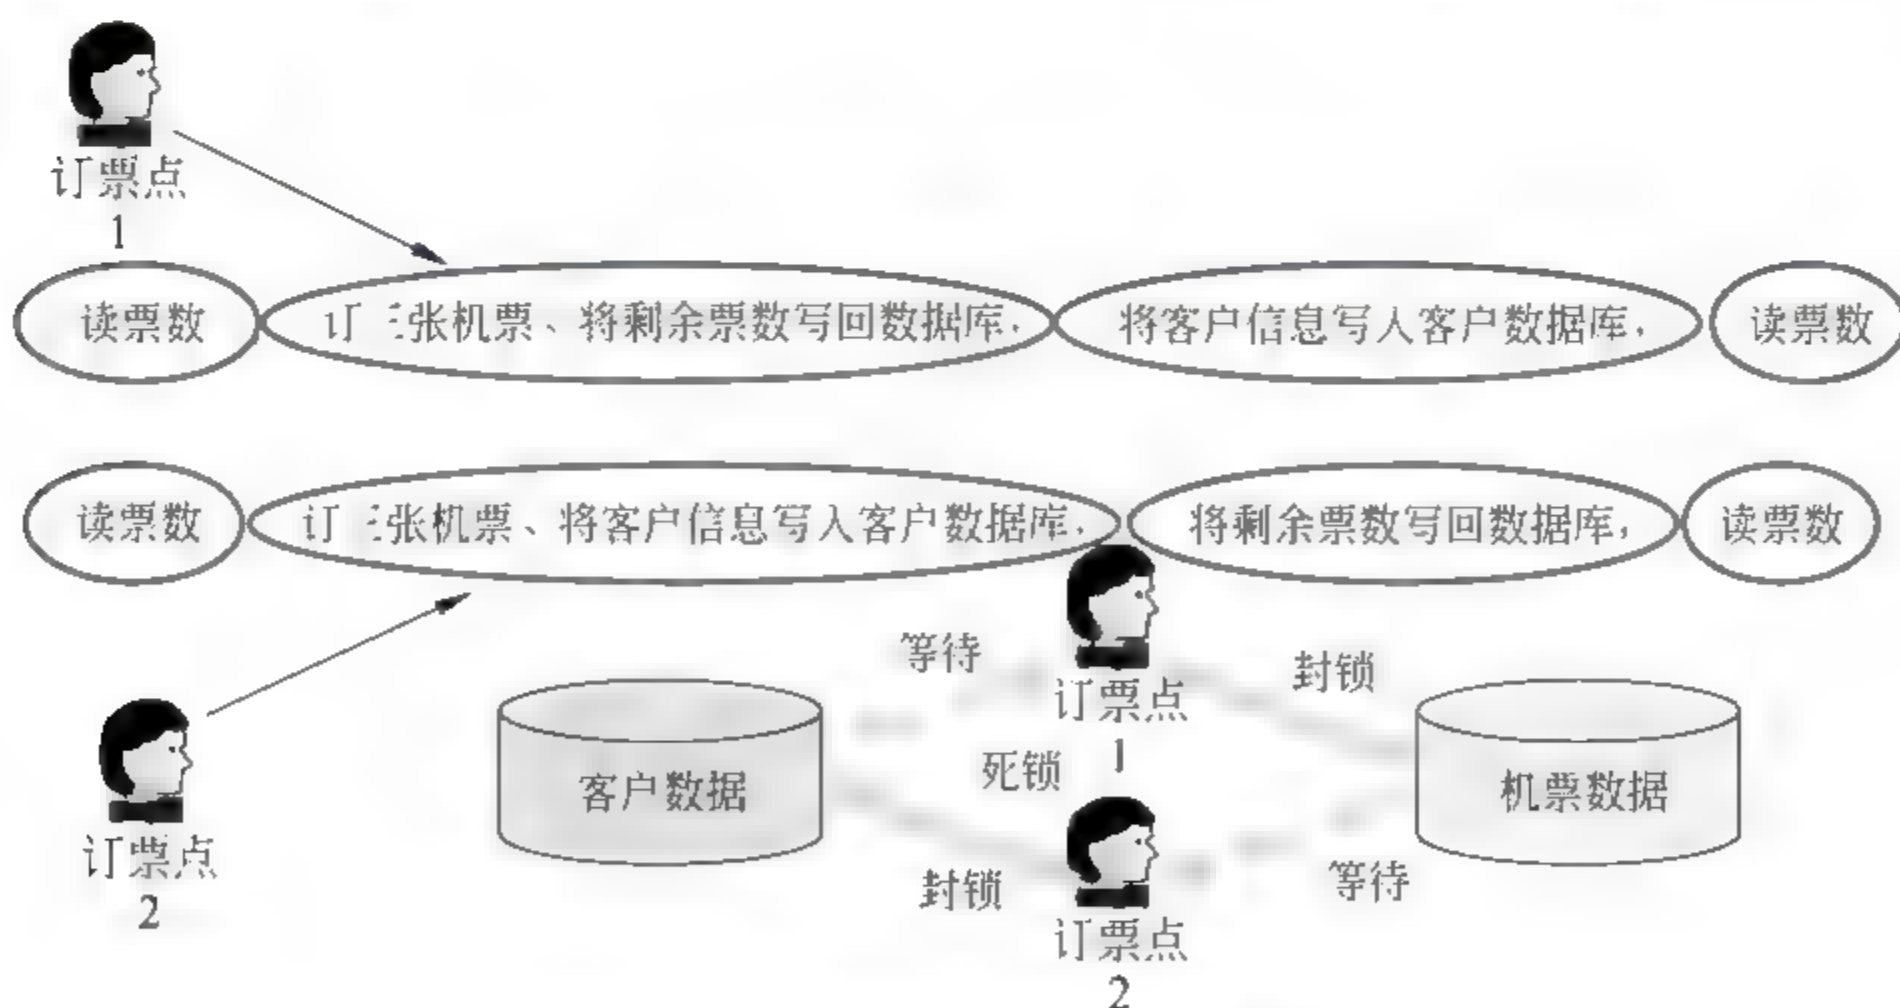 订票点
1
读票数
订三张机票、将剩余票数写回数据库,
将客户信息写入客户数据库,
读票数
读票数
订三张机票、将客户信息写入客户数据库,
将剩余票数写回数据库,
读票数
订票点
2
客户数据
等待
死锁
封锁
订票点
1
封锁
机票数据
等待
订票点
2